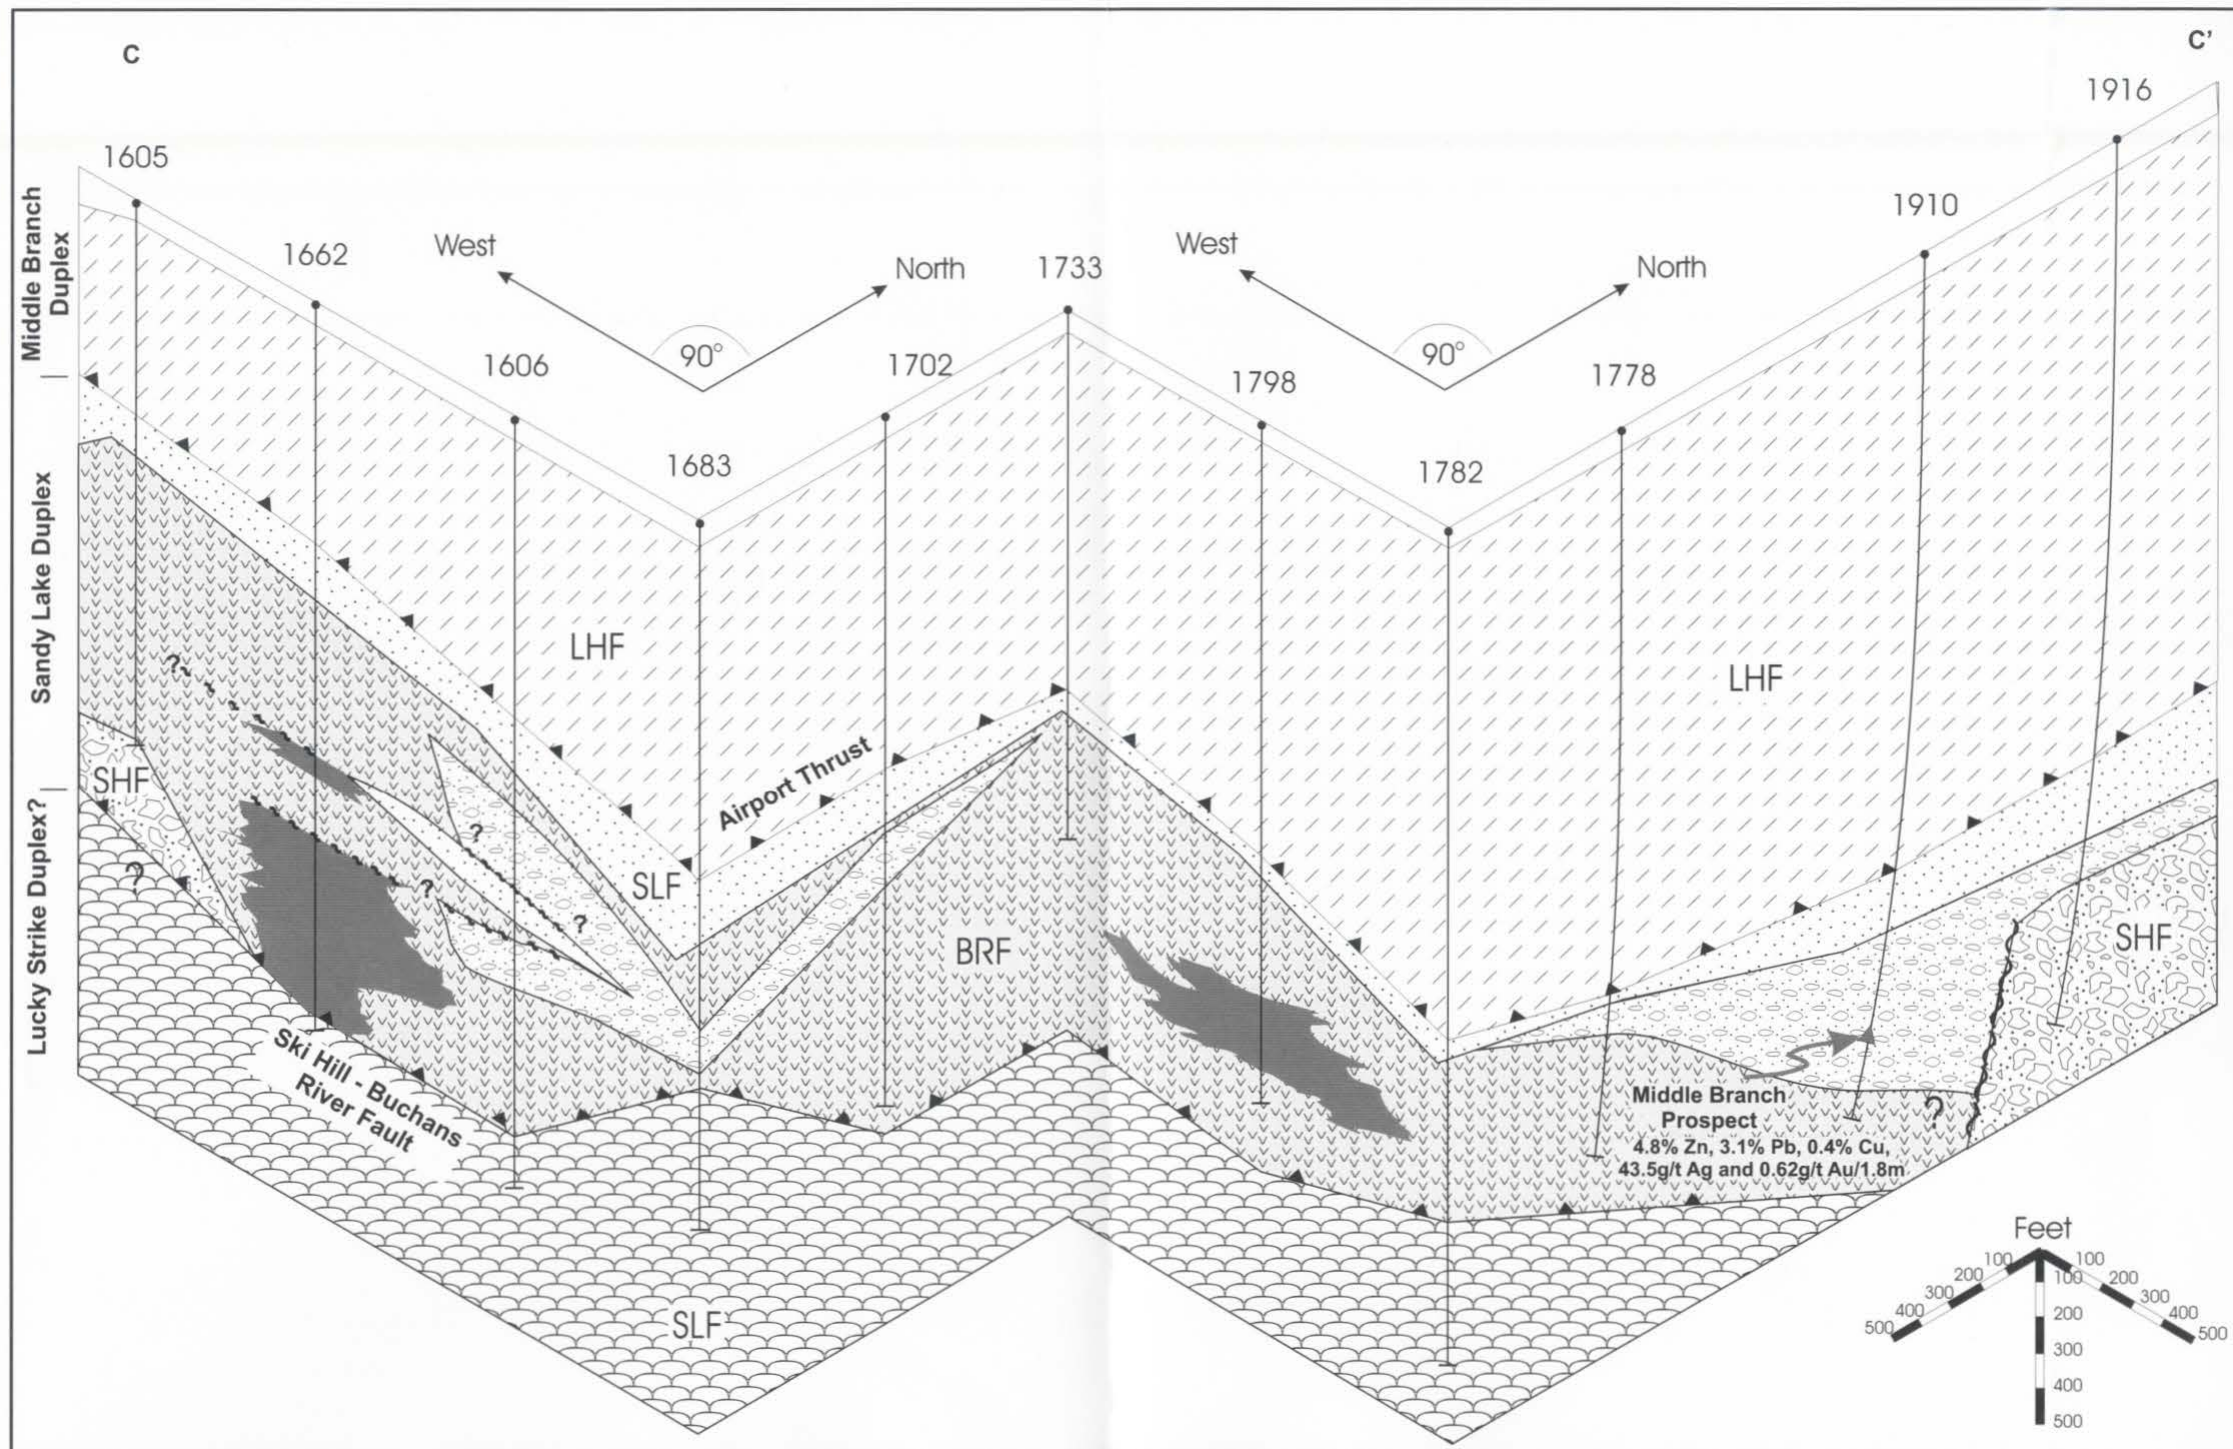 C
C'
1916
1605
1910
1662
West
North
1733
West
North
90°
90°
1606
1702
1798
1778
1683
1782
Middle Branch
Duplex
Sandy Lake Duplex
Lucky Strike Duplex?
LHF
LHF
?
SHF
Airport Thrust
?
?
?
?
SLF
BRF
SHF
Ski Hill - Buchans
River Fault
Middle Branch
Prospect
4.8% Zn, 3.1% Pb, 0.4% Cu,
43.5g/t Ag and 0.62g/t Au/1.8m
?
SLF
Feet
100
200
300
400
500
100
200
300
400
500
100
200
300
400
500